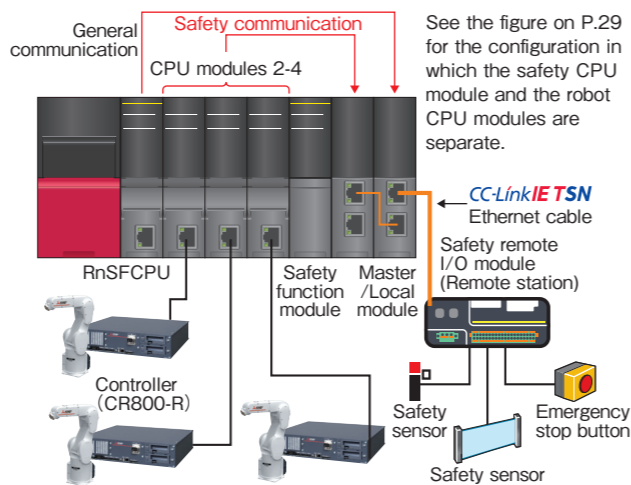 General
communication
Safety communication
CPU modules 2-4
See the figure on P.29
for the configuration in
which the safety CPU
module and the robot
CPU modules are
separate.
CC-Link IE TSN
Ethernet cable
RnSFCPU
Safety
function
module
Master
/Local
module
Safety remote
I/O module
(Remote station)
Controller
(CR800-R)
Safety
sensor
Emergency
stop button
Safety sensor